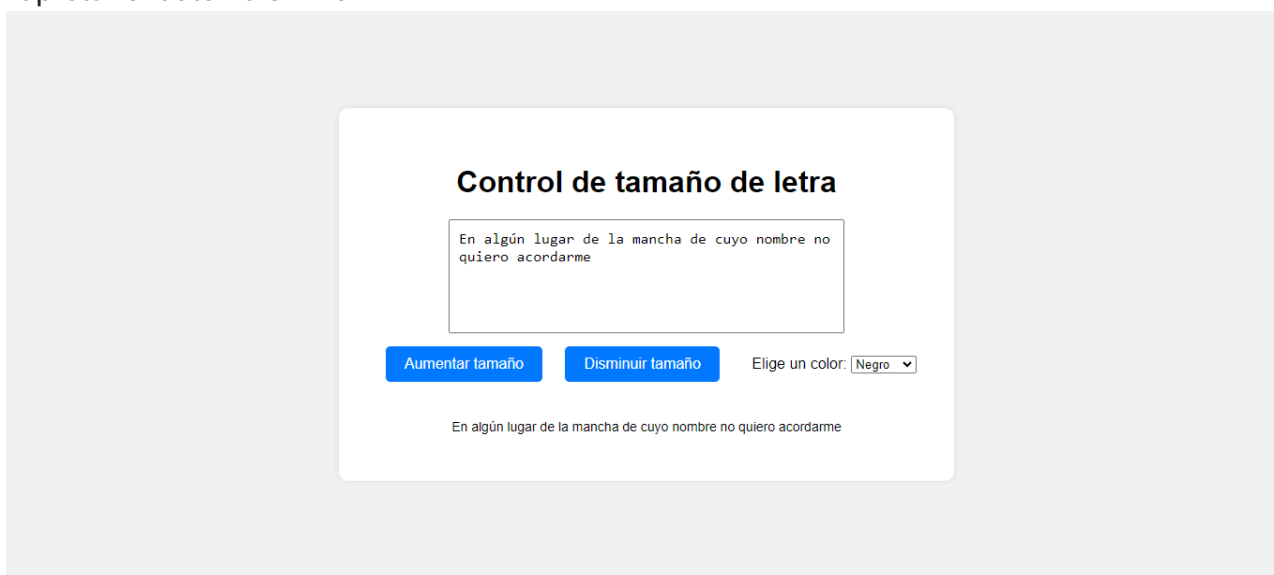 Control de tamaño de letra
En algún lugar de la mancha de cuyo nombre no
quiero acordarme
Aumentar tamaño Disminuir tamaño Elige un color: Negro
En algún lugar de la mancha de cuyo nombre no quiero acordarme